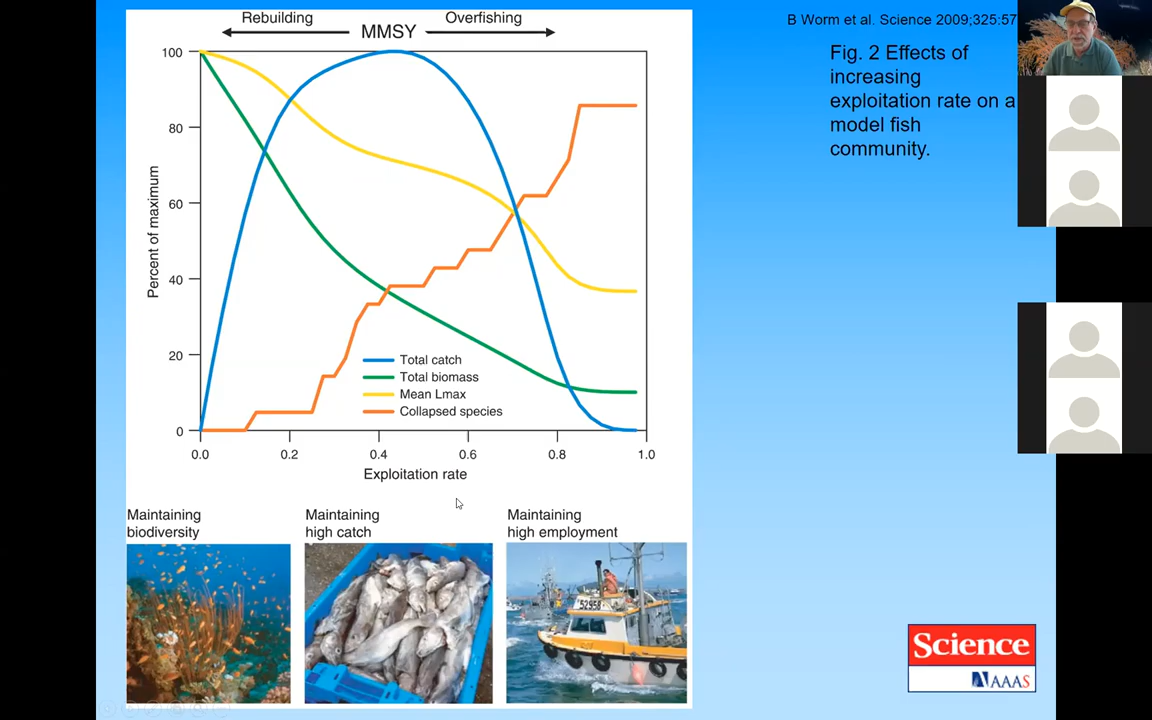 Rebuilding
Overfishing
MMSY
B Worm et al. Science 2009;325:57
Fig. 2 Effects of
increasing
exploitation rate on a
model fish
community.
Percent of maximum
100
80
60
40
20
0
Total catch
Total biomass
Mean Lmax
Collapsed species
0.0 0.2 0.4 0.6 0.8 1.0
Exploitation rate
Maintaining
biodiversity
Maintaining
high catch
Maintaining
high employment
52958
Science
AAAS